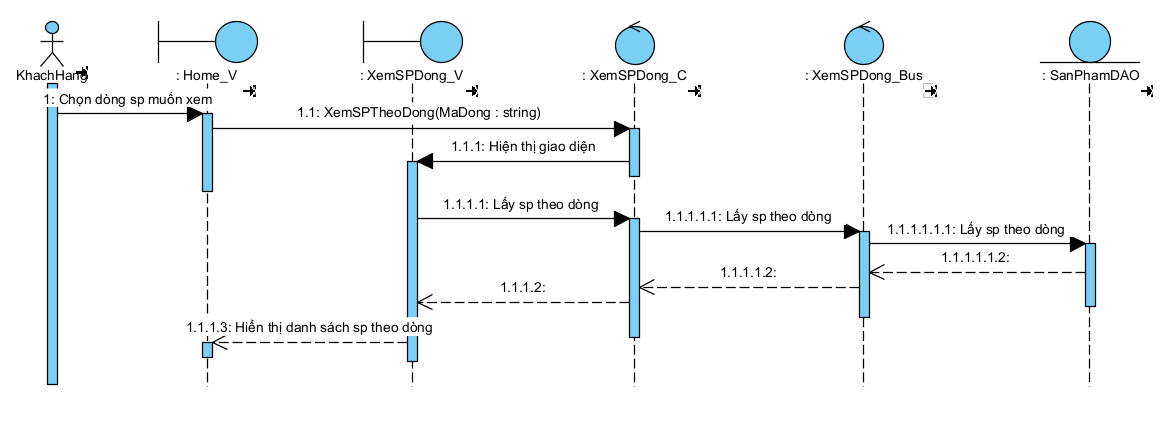 KhachHang
: Home_V
: XemSPDong_V
: XemSPDong_C
: XemSPDong_Bus
: SanPhamDAO
1: Chọn dòng sp muốn xem
1.1: XemSPTheoDong(MaDong : string)
1.1.1: Hiện thị giao diện
1.1.1.1: Lấy sp theo dòng
1.1.1.1.1: Lấy sp theo dòng
1.1.1.1.1.1: Lấy sp theo dòng
1.1.1.1.1.2:
1.1.1.1.2:
1.1.1.2:
1.1.1.3: Hiển thị danh sách sp theo dòng